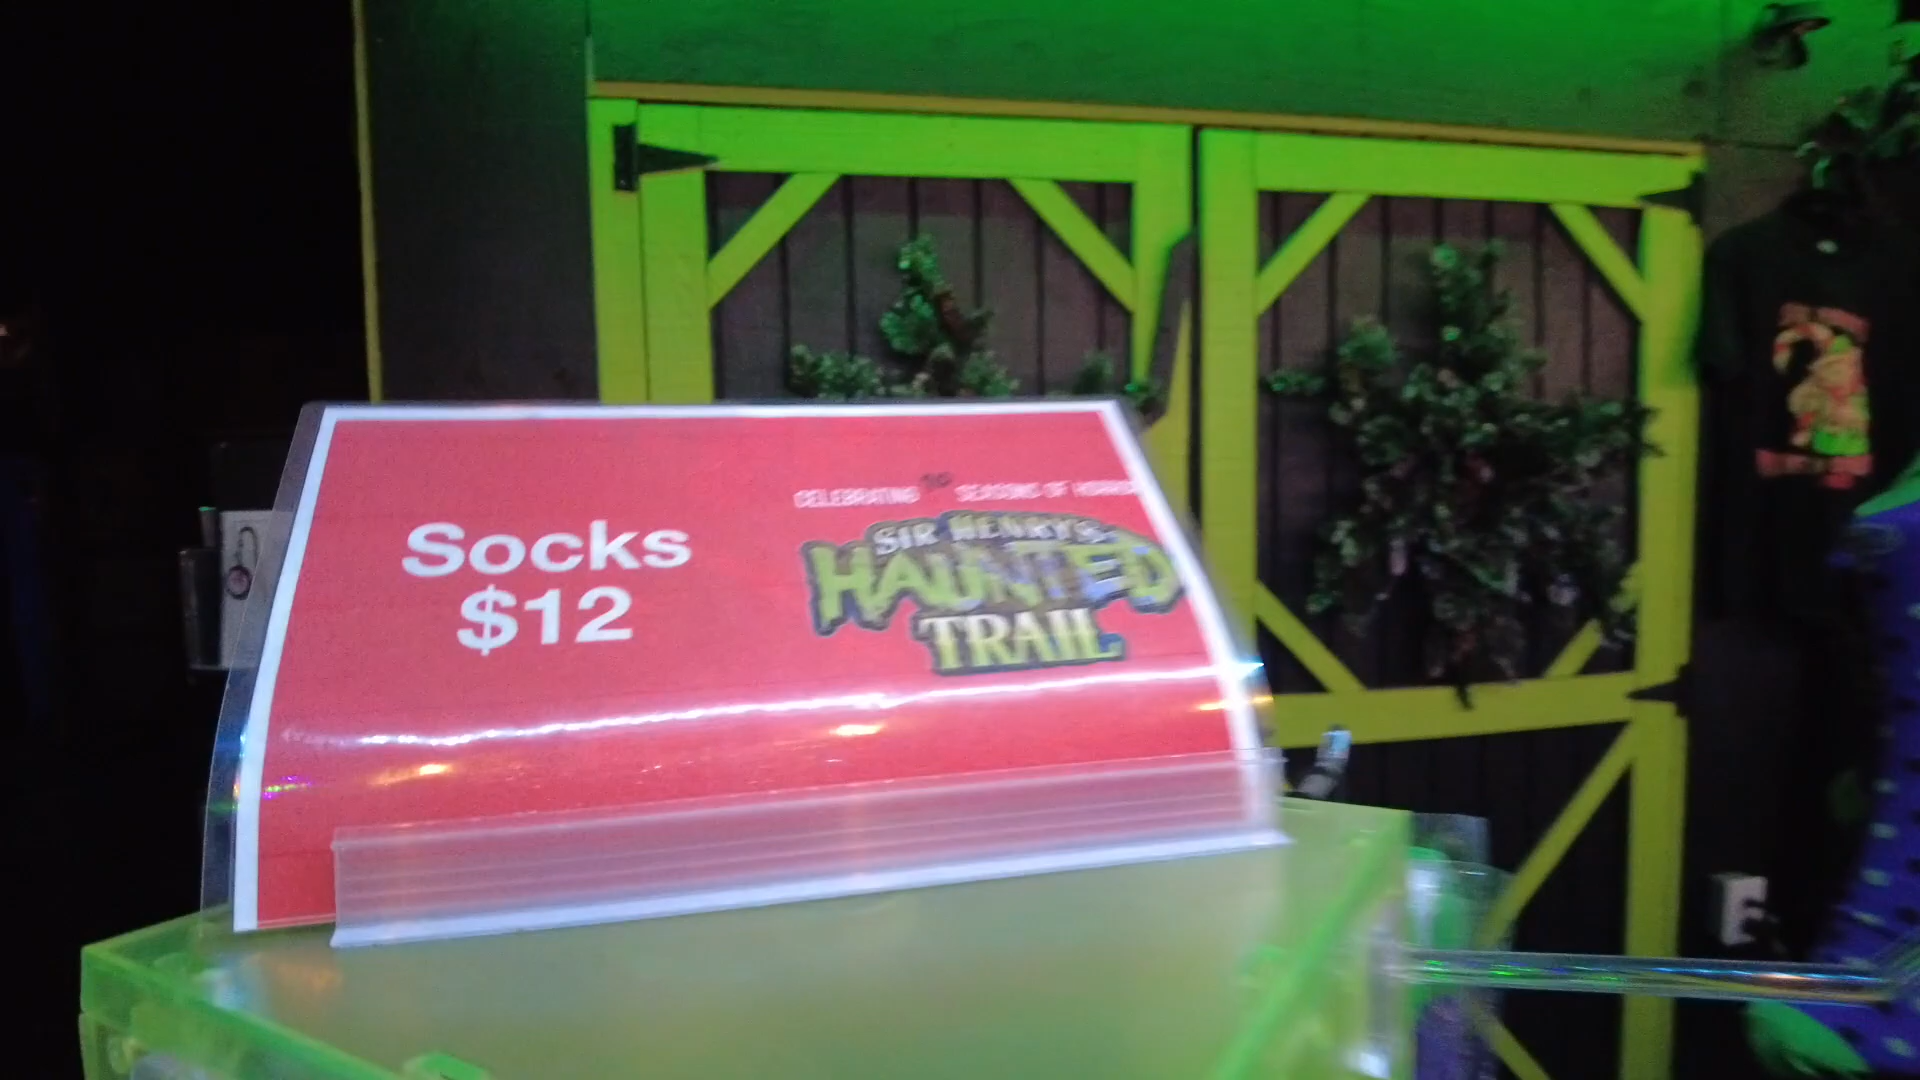 Socks
$12
CELEBRATING SEASONS OF
SIR HENRY'S
HAUNTED
TRAIL